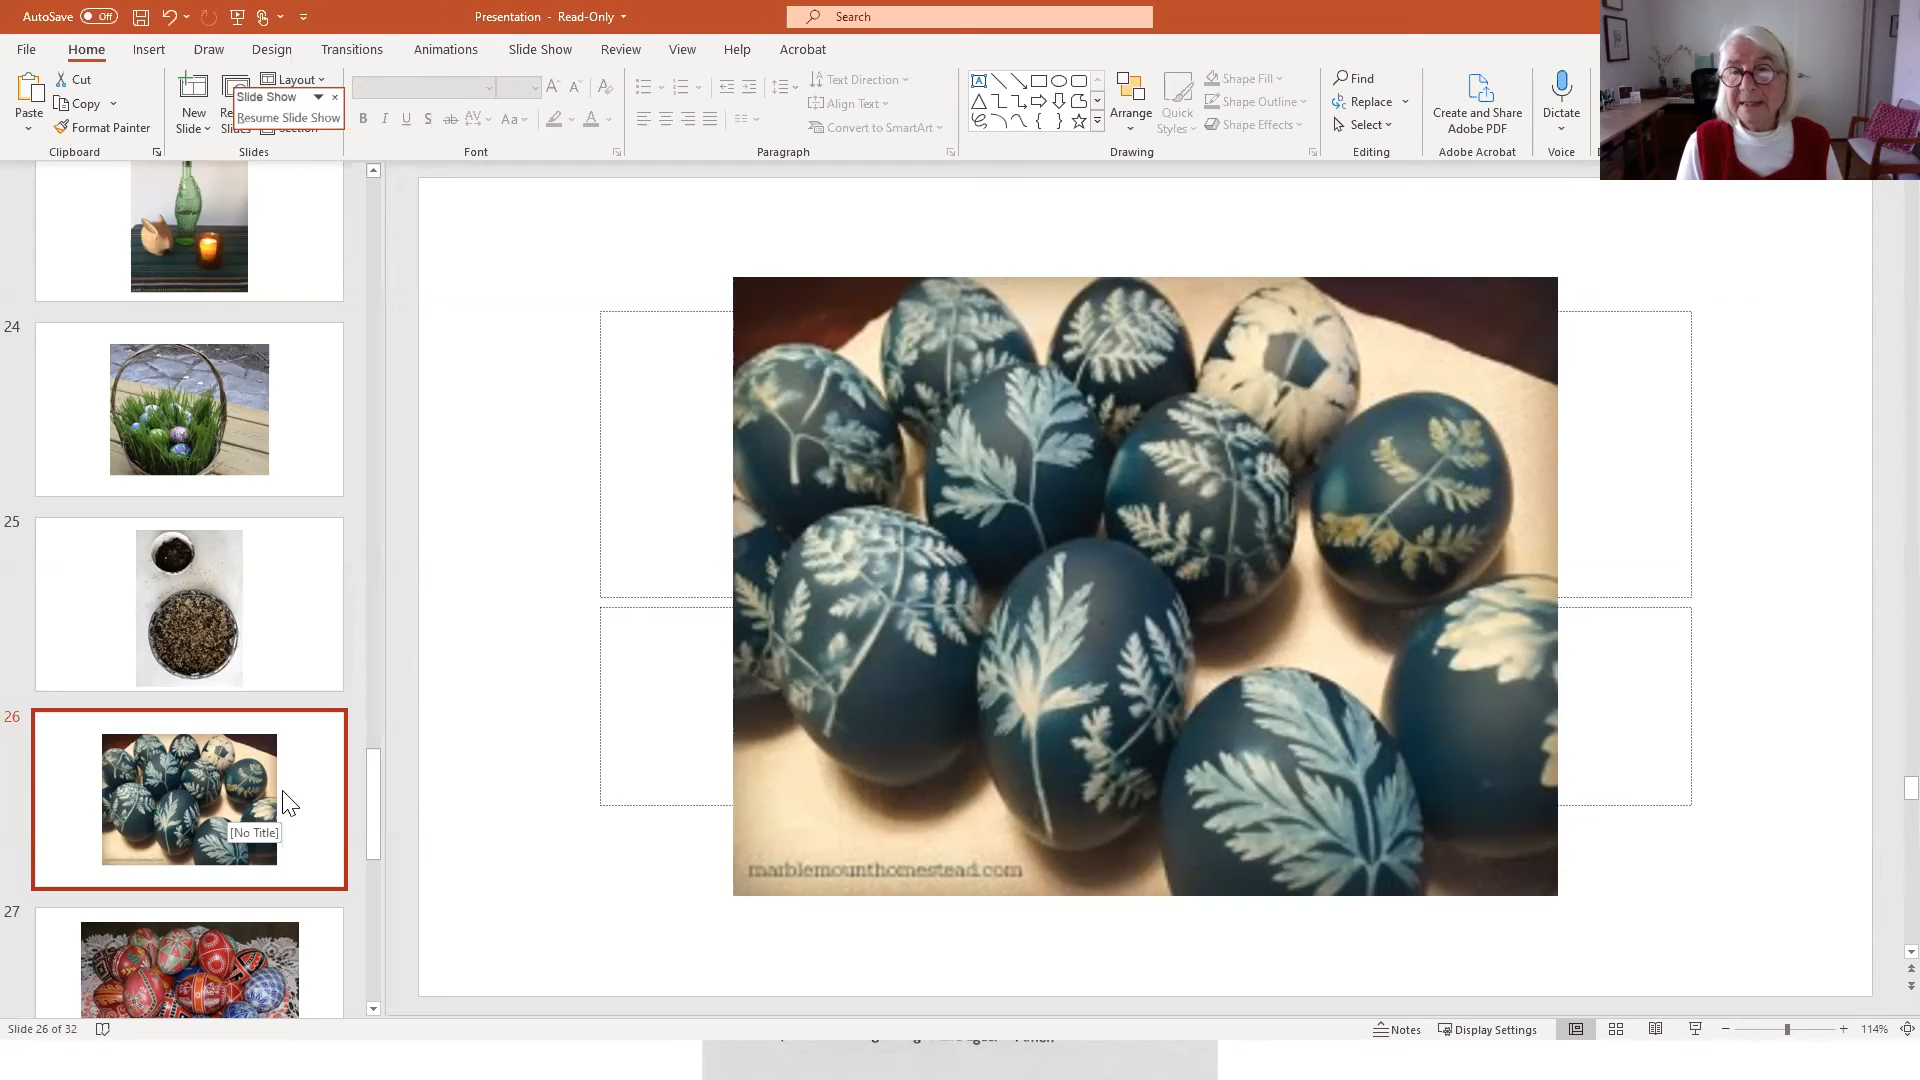 AutoSave Off
Presentation - Read-Only
Search
File Home Insert Draw Design Transitions Animations Slide Show Review View Help Acrobat
Paste
Cut
Copy
Format Painter
Clipboard
New
Slide
Slide Show
Resume Slide Show
Slides
Font
B I U S ab AV Aa A
Text Direction
Align Text
Convert to SmartArt
Paragraph
Layout
Arrange
Quick
Styles
Shape Fill
Shape Outline
Shape Effects
Drawing
Find
Replace
Select
Editing
Create and Share
Adobe PDF
Adobe Acrobat
Dictate
Voice
24
25
26
[No Title]
27
marblemounthomestead.com
Slide 26 of 32
Notes
Display Settings
114%